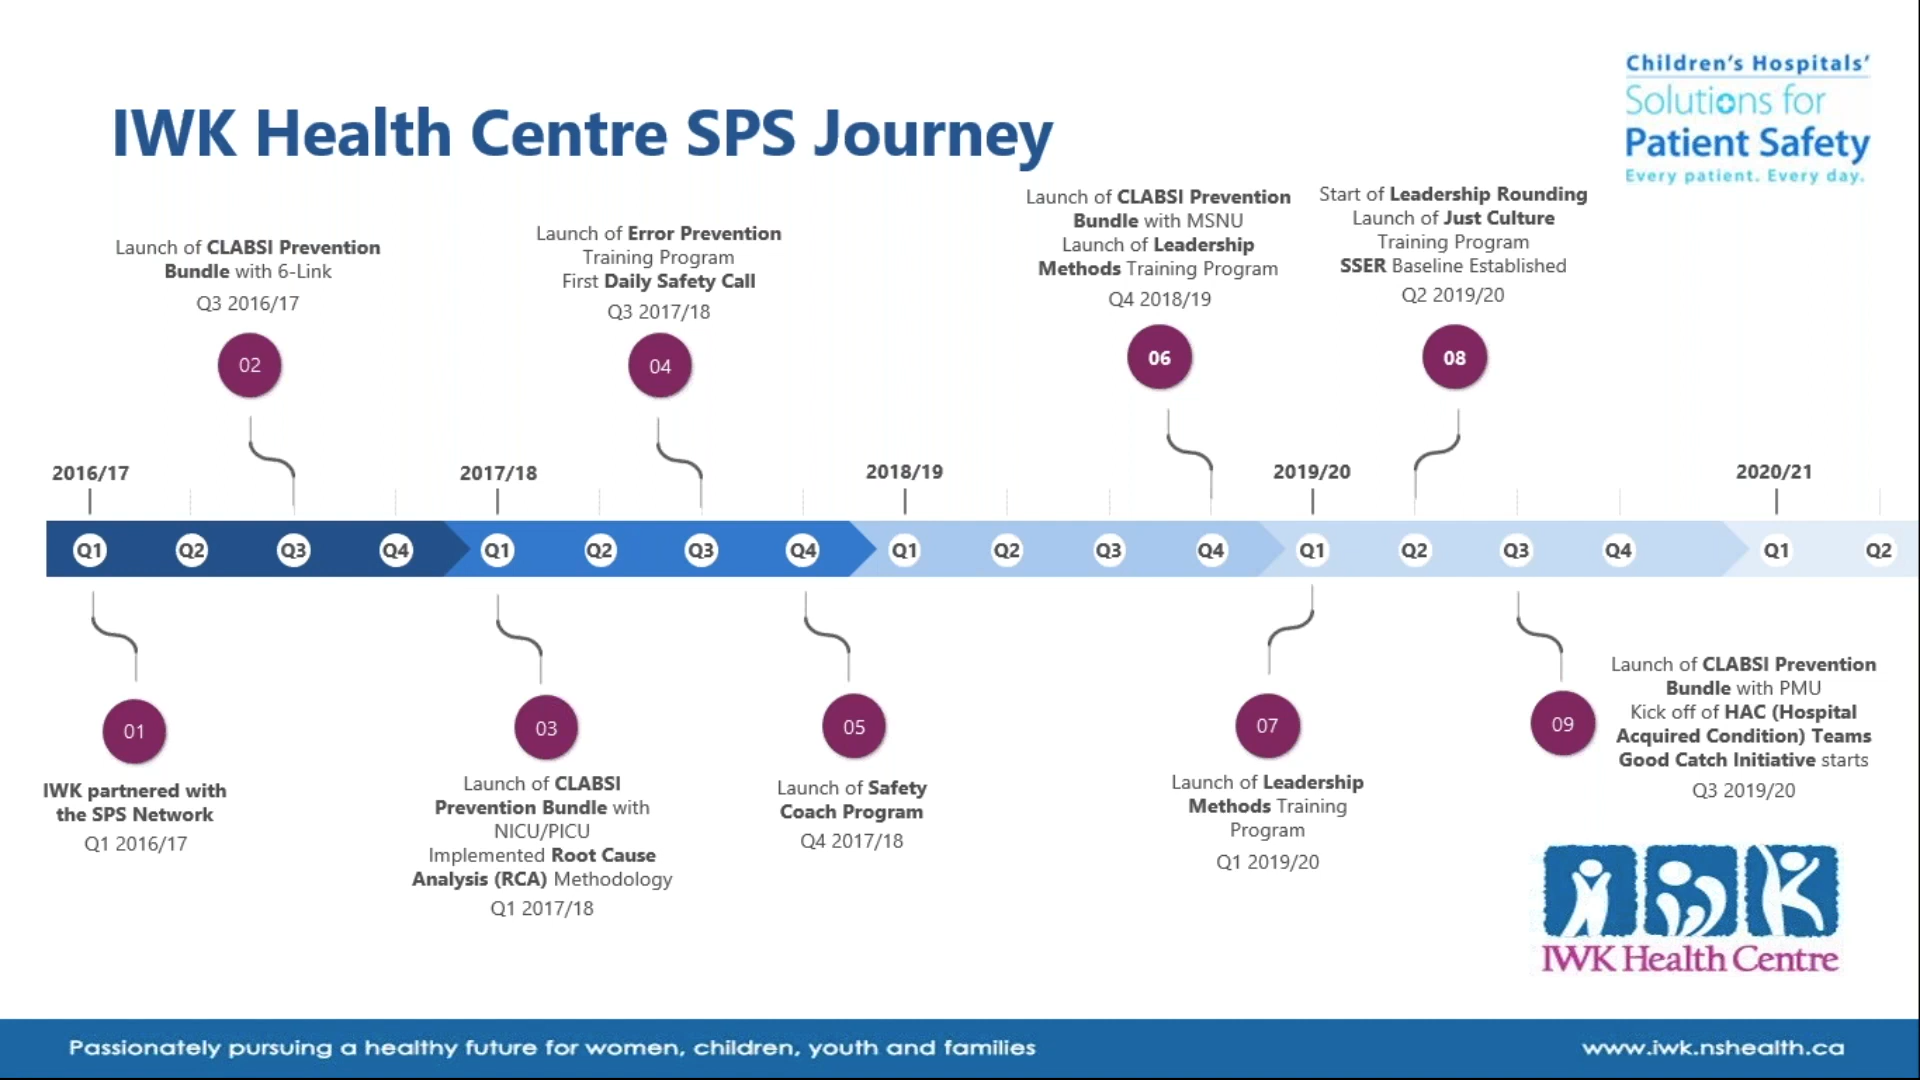 IWK Health Centre SPS Journey
Children's Hospitals'
Solutions for
Patient Safety
Every patient. Every day.
Launch of CLABSI Prevention
Bundle with 6-Link
Q3 2016/17
02
Launch of Error Prevention
Training Program
First Daily Safety Call
Q3 2017/18
04
Launch of CLABSI Prevention
Bundle with MSNU
Launch of Leadership
Methods Training Program
Q4 2018/19
06
Start of Leadership Rounding
Launch of Just Culture
Training Program
SSER Baseline Established
Q2 2019/20
08
2016/17 2017/18 2018/19 2019/20 2020/21
Q1 Q2 Q3 Q4 Q1 Q2 Q3 Q4 Q1 Q2 Q3 Q4 Q1 Q2 Q3 Q4 Q1 Q2
01
IWK partnered with
the SPS Network
Q1 2016/17
03
Launch of CLABSI
Prevention Bundle with
NICU/PICU
Implemented Root Cause
Analysis (RCA) Methodology
Q1 2017/18
05
Launch of Safety
Coach Program
Q4 2017/18
07
Launch of Leadership
Methods Training
Program
Q1 2019/20
09
Launch of CLABSI Prevention
Bundle with PMU
Kick off of HAC (Hospital
Acquired Condition) Teams
Good Catch Initiative starts
Q3 2019/20
IWK
IWK Health Centre
Passionately pursuing a healthy future for women, children, youth and families
www.iwk.nshealth.ca